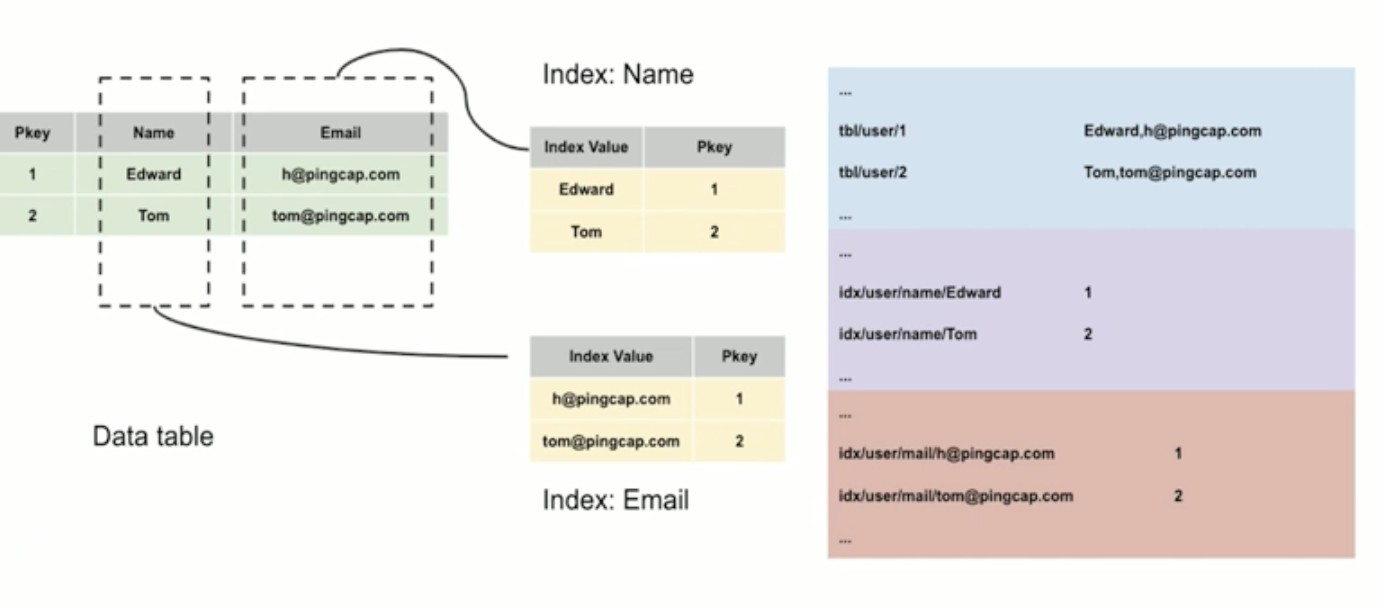 Pkey Name Email
1 Edward h@pingcap.com
2 Tom tom@pingcap.com
Data table
Index: Name
Index Value Pkey
Edward 1
Tom 2
Index Value Pkey
h@pingcap.com 1
tom@pingcap.com 2
Index: Email
...
tbl/user/1 Edward,h@pingcap.com
tbl/user/2 Tom,tom@pingcap.com
...
...
idx/user/name/Edward 1
idx/user/name/Tom 2
...
...
idx/user/mail/h@pingcap.com 1
idx/user/mail/tom@pingcap.com 2
...